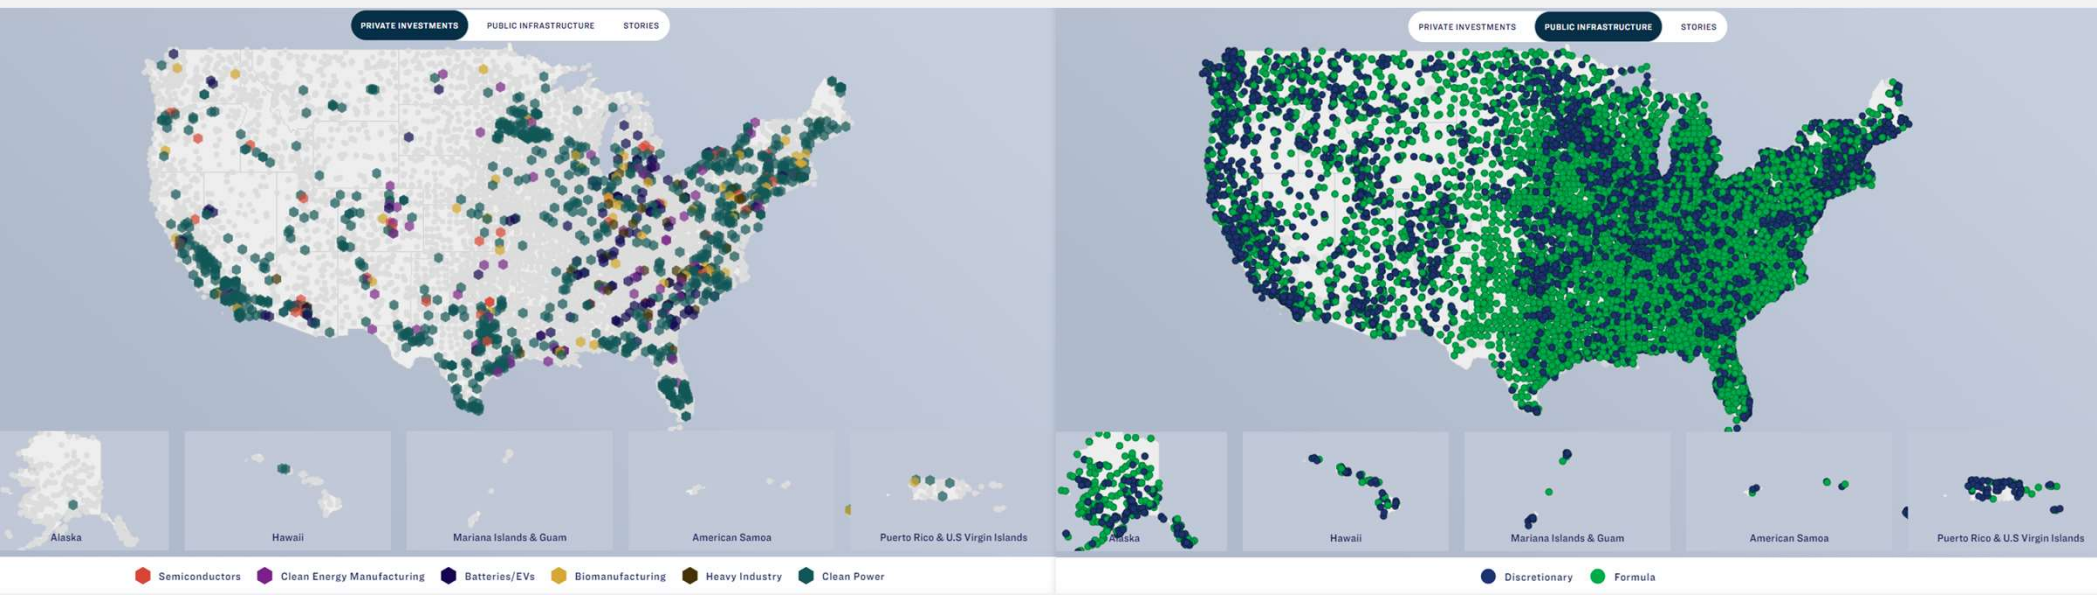 PRIVATE INVESTMENTS PUBLIC INFRASTRUCTURE STORIES
Alaska
Hawaii
Mariana Islands & Guam
American Samoa
Puerto Rico & U.S Virgin Islands
Semiconductors Clean Energy Manufacturing Batteries/EVs Biomanufacturing Heavy Industry Clean Power
PRIVATE INVESTMENTS PUBLIC INFRASTRUCTURE STORIES
Alaska
Hawaii
Mariana Islands & Guam
American Samoa
Puerto Rico & U.S Virgin Islands
Discretionary Formula